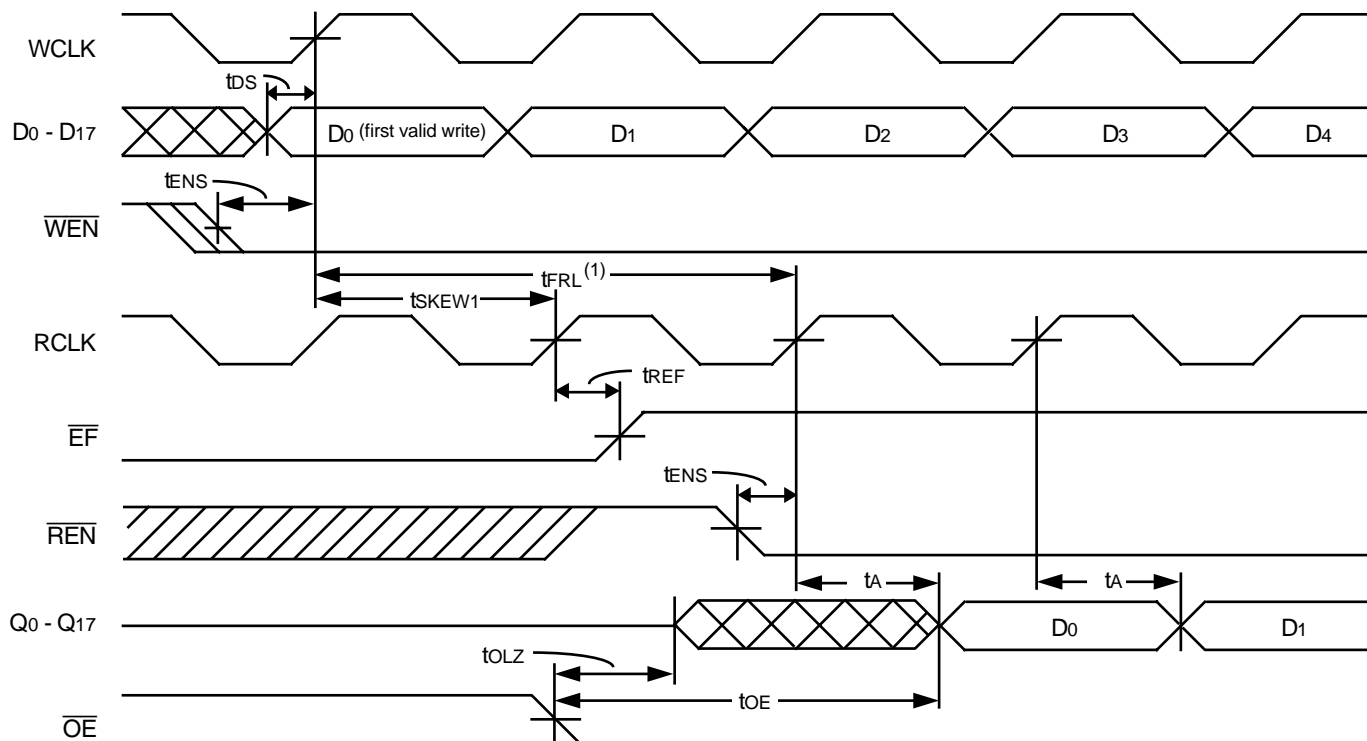 WCLK
tDS
D0 - D17
D0 (first valid write)
D1
D2
D3
D4
tENS
WEN
tFRL (1)
tSKEW1
RCLK
tREF
EF
tENS
REN
tA
tA
Q0 - Q17
D0
D1
tOLZ
tOE
OE